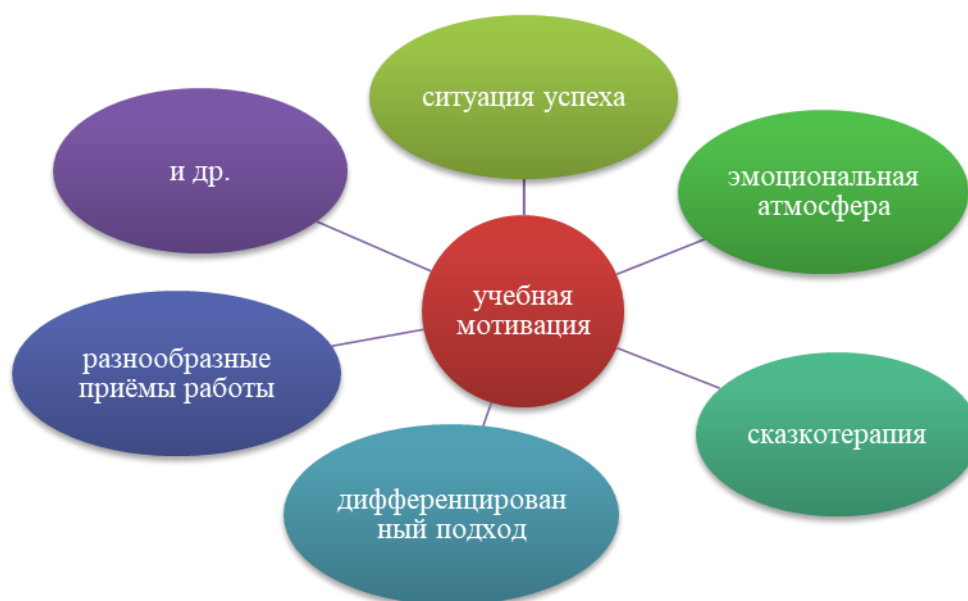 ситуация успеха
и др.
эмоциональная
атмосфера
учебная
мотивация
разнообразные
приёмы работы
сказкотерапия
дифференцирован
ный подход